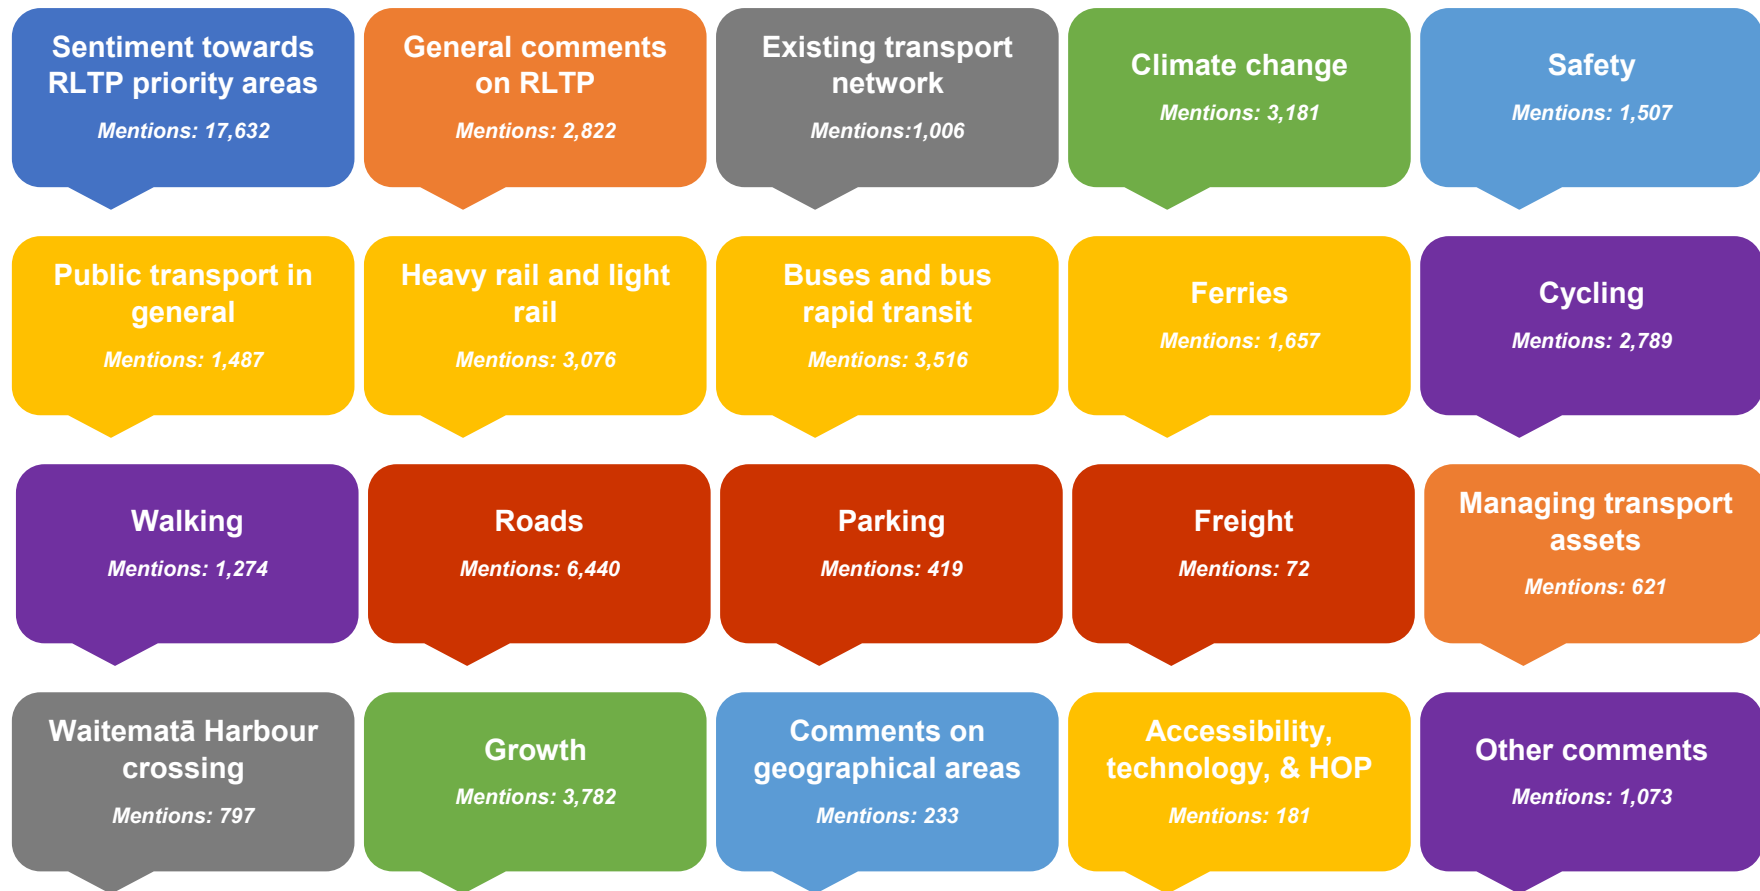 Sentiment towards
RLTP priority areas
Mentions: 17,632
General comments
on RLTP
Mentions: 2,822
Existing transport
network
Mentions:1,006
Climate change
Mentions: 3,181
Safety
Mentions: 1,507
Public transport in
general
Mentions: 1,487
Heavy rail and light
rail
Mentions: 3,076
Buses and bus
rapid transit
Mentions: 3,516
Ferries
Mentions: 1,657
Cycling
Mentions: 2,789
Walking
Mentions: 1,274
Roads
Mentions: 6,440
Parking
Mentions: 419
Freight
Mentions: 72
Managing transport
assets
Mentions: 621
Waitematā Harbour
crossing
Mentions: 797
Growth
Mentions: 3,782
Comments on
geographical areas
Mentions: 233
Accessibility,
technology, & HOP
Mentions: 181
Other comments
Mentions: 1,073